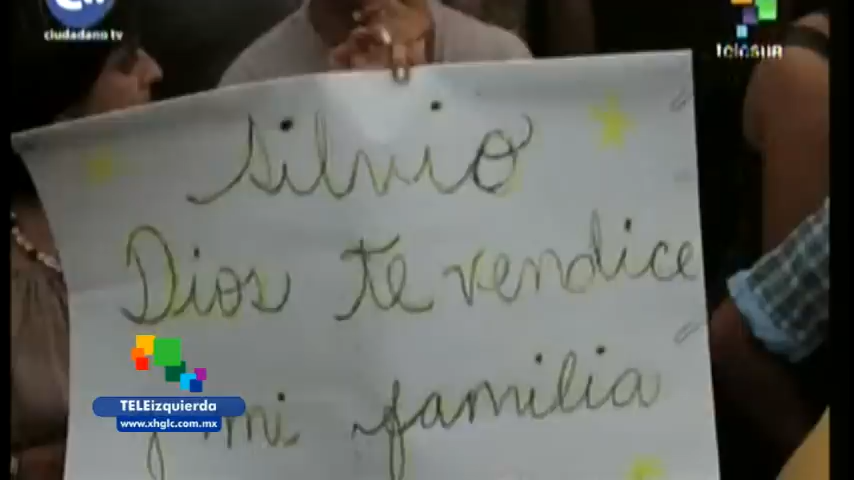 ciudadano tv
teleSUR
Silvio
Dios te vendice
y mi familia
TELEizquierda
www.xhglc.com.mx